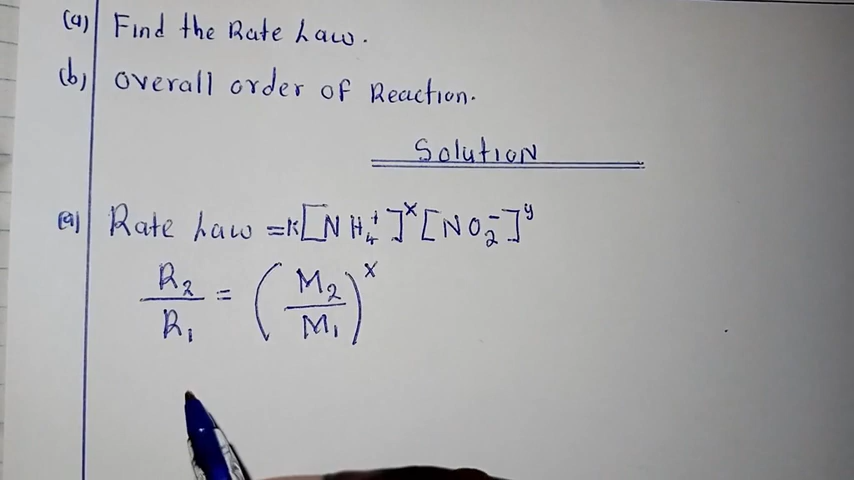 (a) Find the Rate Law.
(b) Overall order of Reaction.
Solution
(a) Rate Law = K[NH₄⁺]ˣ[NO₂⁻]ʸ
R₂/R₁ = (M₂/M₁)ˣ